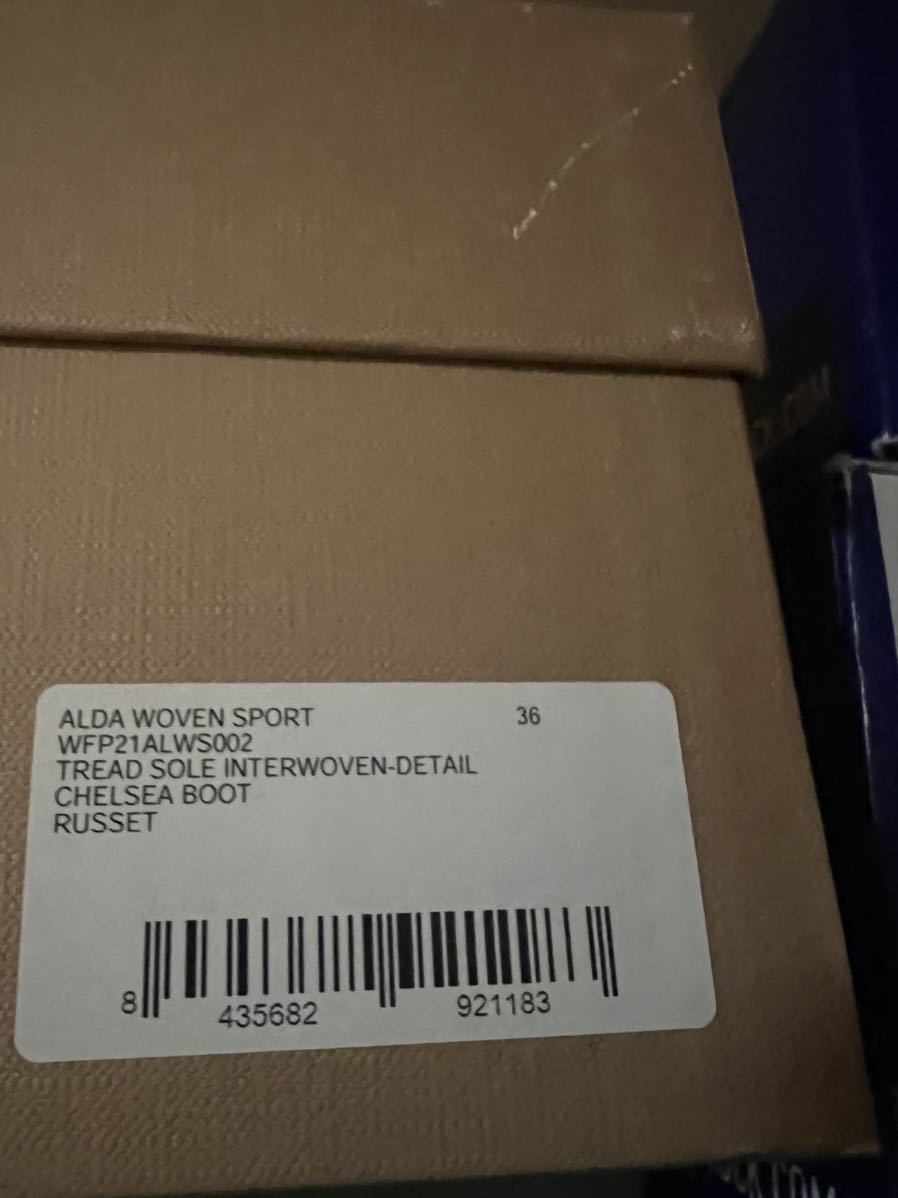 ALDA WOVEN SPORT 36
WFP21ALWS002
TREAD SOLE INTERWOVEN-DETAIL
CHELSEA BOOT
RUSSET
8 435682 921183